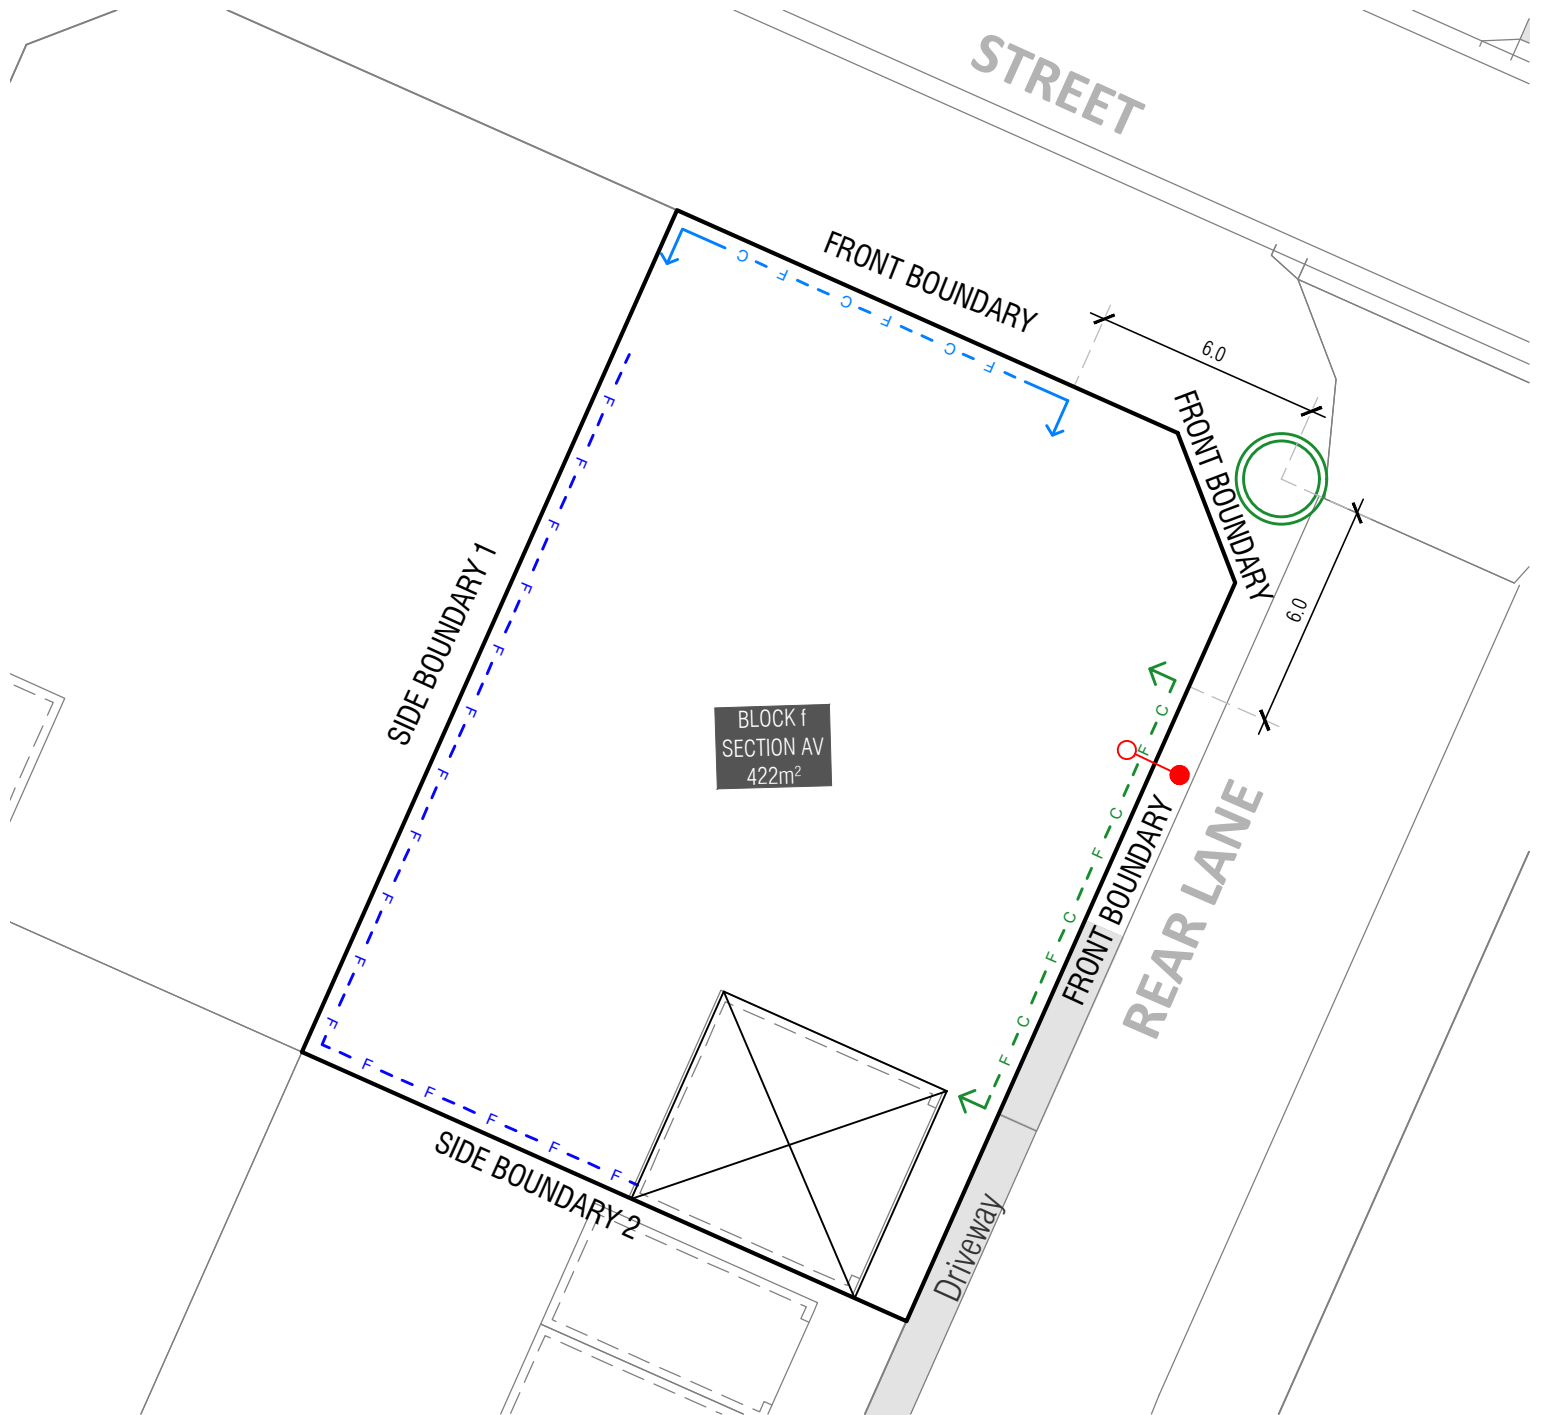 STREET
FRONT BOUNDARY
C F C F C F
6.0
FRONT BOUNDARY
F F F F F F F F F F F
SIDE BOUNDARY 1
6.0
BLOCK f
SECTION AV
422m²
C F C F C F C F
FRONT BOUNDARY
REAR LANE
F F F F F
SIDE BOUNDARY 2
Driveway